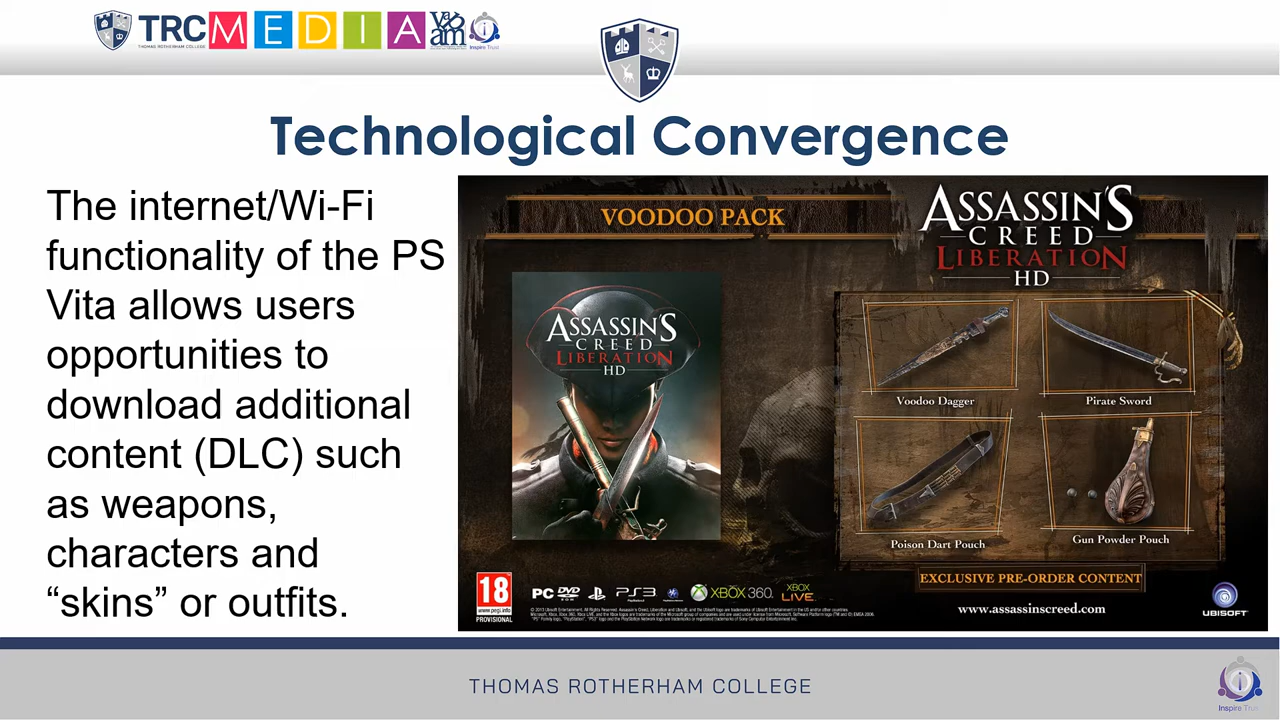 TRC MEDIA
THOMAS ROTHERHAM COLLEGE
Inspire Trust
Technological Convergence
The internet/Wi-Fi
functionality of the PS
Vita allows users
opportunities to
download additional
content (DLC) such
as weapons,
characters and
“skins” or outfits.
VOODOO PACK
ASSASSIN'S
CREED
LIBERATION
HD
ASSASSIN'S
CREED
LIBERATION
HD
Voodoo Dagger
Pirate Sword
Poison Dart Pouch
Gun Powder Pouch
EXCLUSIVE PRE-ORDER CONTENT
www.assassinscreed.com
18
www.pegi.info
PROVISIONAL
PC DVD ROM PS3 XBOX 360 XBOX LIVE
UBISOFT
THOMAS ROTHERHAM COLLEGE
Inspire Trust